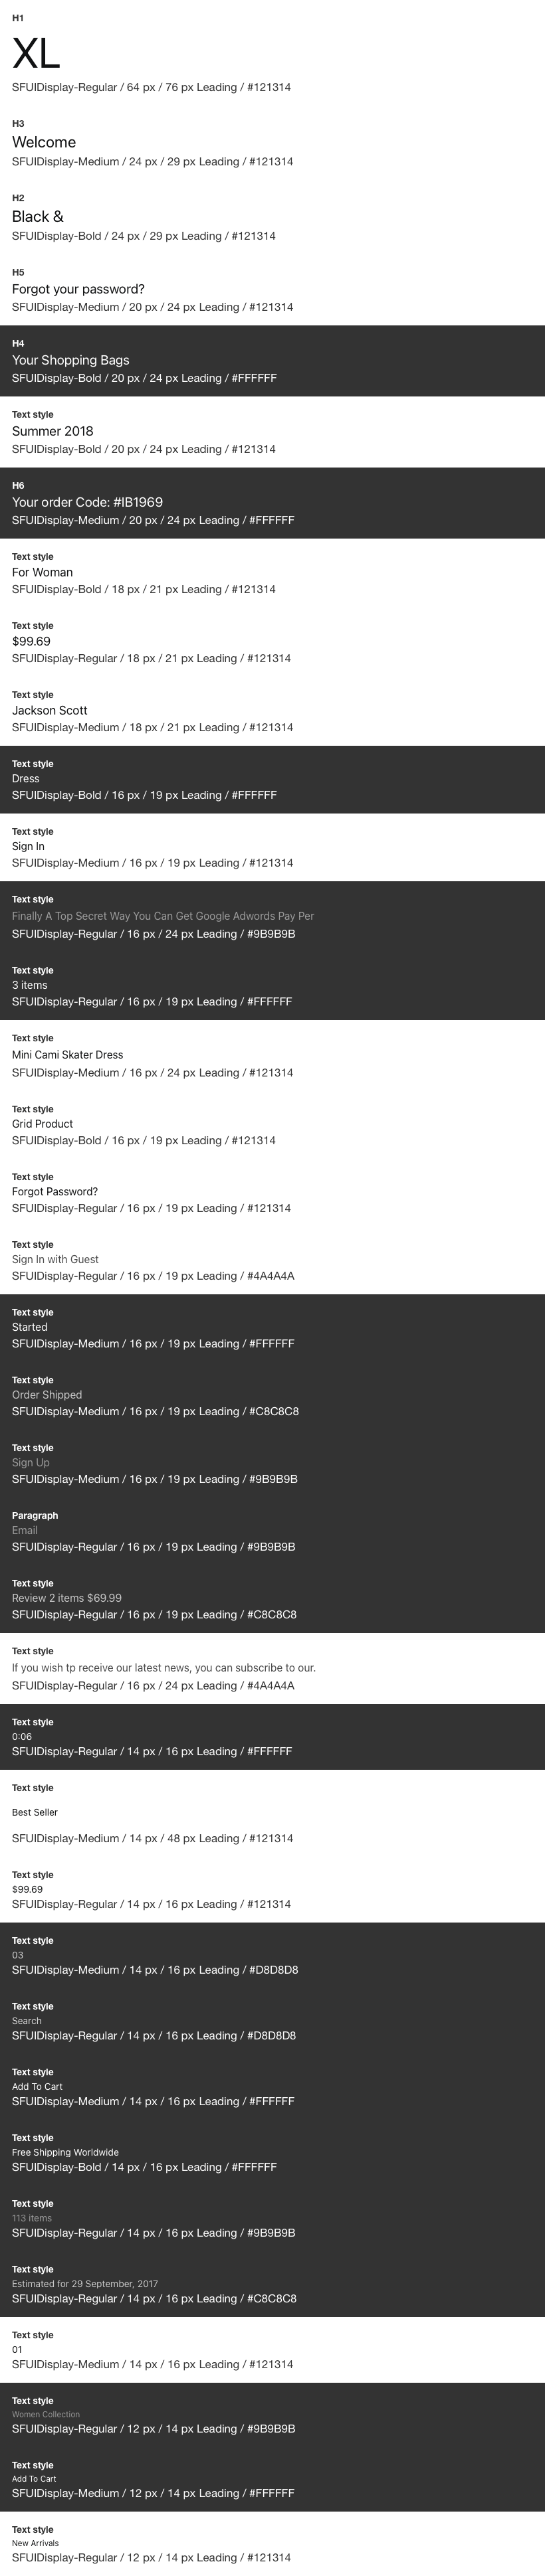 H1
XL
SFUIDisplay-Regular / 64 px / 76 px Leading / #121314
H3
Welcome
SFUIDisplay-Medium / 24 px / 29 px Leading / #121314
H2
Black &
SFUIDisplay-Bold / 24 px / 29 px Leading / #121314
H5
Forgot your password?
SFUIDisplay-Medium / 20 px / 24 px Leading / #121314
H4
Your Shopping Bags
SFUIDisplay-Bold / 20 px / 24 px Leading / #FFFFFF
Text style
Summer 2018
SFUIDisplay-Bold / 20 px / 24 px Leading / #121314
H6
Your order Code: #IB1969
SFUIDisplay-Medium / 20 px / 24 px Leading / #FFFFFF
Text style
For Woman
SFUIDisplay-Bold / 18 px / 21 px Leading / #121314
Text style
$99.69
SFUIDisplay-Regular / 18 px / 21 px Leading / #121314
Text style
Jackson Scott
SFUIDisplay-Medium / 18 px / 21 px Leading / #121314
Text style
Dress
SFUIDisplay-Bold / 16 px / 19 px Leading / #FFFFFF
Text style
Sign In
SFUIDisplay-Medium / 16 px / 19 px Leading / #121314
Text style
Finally A Top Secret Way You Can Get Google Adwords Pay Per
SFUIDisplay-Regular / 16 px / 24 px Leading / #9B9B9B
Text style
3 items
SFUIDisplay-Regular / 16 px / 19 px Leading / #FFFFFF
Text style
Mini Cami Skater Dress
SFUIDisplay-Medium / 16 px / 24 px Leading / #121314
Text style
Grid Product
SFUIDisplay-Bold / 16 px / 19 px Leading / #121314
Text style
Forgot Password?
SFUIDisplay-Regular / 16 px / 19 px Leading / #121314
Text style
Sign In with Guest
SFUIDisplay-Regular / 16 px / 19 px Leading / #4A4A4A
Text style
Started
SFUIDisplay-Medium / 16 px / 19 px Leading / #FFFFFF
Text style
Order Shipped
SFUIDisplay-Medium / 16 px / 19 px Leading / #C8C8C8
Text style
Sign Up
SFUIDisplay-Medium / 16 px / 19 px Leading / #9B9B9B
Paragraph
Email
SFUIDisplay-Regular / 16 px / 19 px Leading / #9B9B9B
Text style
Review 2 items $69.99
SFUIDisplay-Regular / 16 px / 19 px Leading / #C8C8C8
Text style
If you wish tp receive our latest news, you can subscribe to our.
SFUIDisplay-Regular / 16 px / 24 px Leading / #4A4A4A
Text style
0:06
SFUIDisplay-Regular / 14 px / 16 px Leading / #FFFFFF
Text style
Best Seller
SFUIDisplay-Medium / 14 px / 48 px Leading / #121314
Text style
$99.69
SFUIDisplay-Regular / 14 px / 16 px Leading / #121314
Text style
03
SFUIDisplay-Medium / 14 px / 16 px Leading / #D8D8D8
Text style
Search
SFUIDisplay-Regular / 14 px / 16 px Leading / #D8D8D8
Text style
Add To Cart
SFUIDisplay-Medium / 14 px / 16 px Leading / #FFFFFF
Text style
Free Shipping Worldwide
SFUIDisplay-Bold / 14 px / 16 px Leading / #FFFFFF
Text style
113 items
SFUIDisplay-Regular / 14 px / 16 px Leading / #9B9B9B
Text style
Estimated for 29 September, 2017
SFUIDisplay-Regular / 14 px / 16 px Leading / #C8C8C8
Text style
01
SFUIDisplay-Medium / 14 px / 16 px Leading / #121314
Text style
Women Collection
SFUIDisplay-Regular / 12 px / 14 px Leading / #9B9B9B
Text style
Add To Cart
SFUIDisplay-Medium / 12 px / 14 px Leading / #FFFFFF
Text style
New Arrivals
SFUIDisplay-Regular / 12 px / 14 px Leading / #121314